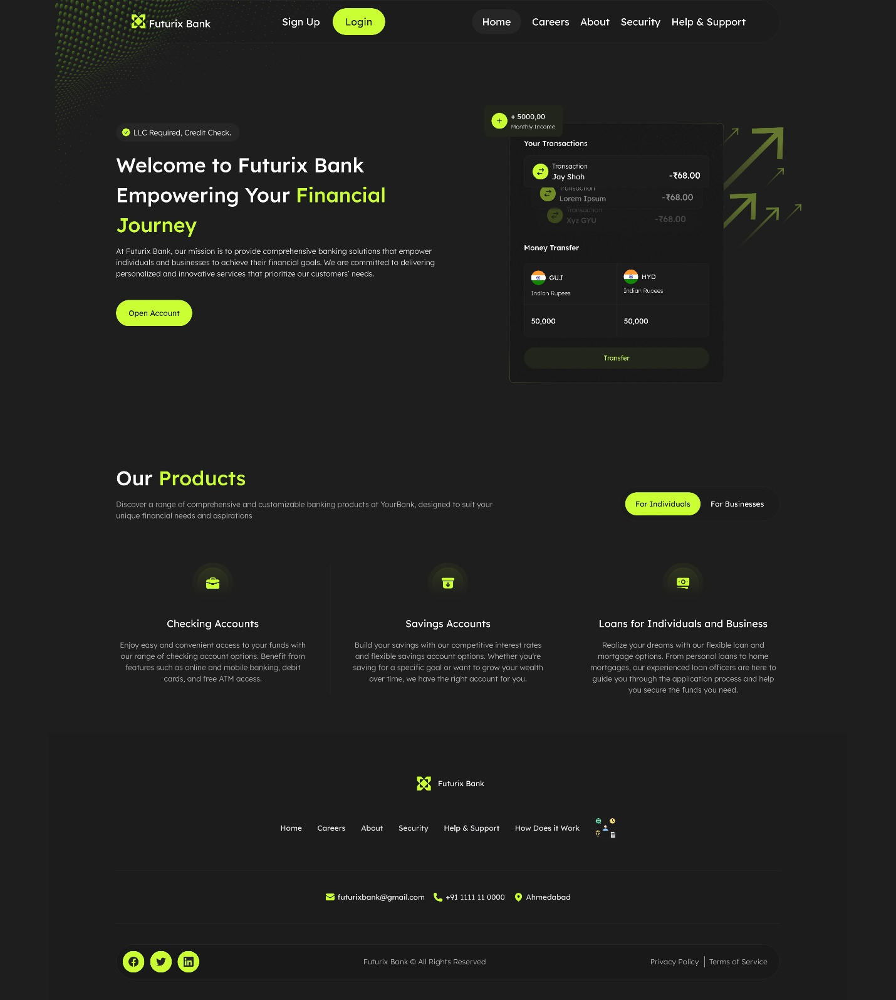 Futurix Bank
Sign Up
Login
Home
Careers
About
Security
Help & Support
LLC Required, Credit Check.
Welcome to Futurix Bank
Empowering Your Financial
Journey
At Futurix Bank, our mission is to provide comprehensive banking solutions that empower
individuals and businesses to achieve their financial goals. We are committed to delivering
personalized and innovative services that prioritize our customers' needs.
Open Account
+ 5000,00
Monthly Income
Your Transactions
Transaction
Jay Shah
-₹68.00
Transaction
Lorem Ipsum
-₹68.00
Transaction
Xyz GYU
-₹68.00
Money Transfer
GUJ
Indian Rupees
HYD
Indian Rupees
50,000
50,000
Transfer
Our Products
Discover a range of comprehensive and customizable banking products at YourBank, designed to suit your
unique financial needs and aspirations
For Individuals
For Businesses
Checking Accounts
Enjoy easy and convenient access to your funds with
our range of checking account options. Benefit from
features such as online and mobile banking, debit
cards, and free ATM access.
Savings Accounts
Build your savings with our competitive interest rates
and flexible savings account options. Whether you're
saving for a specific goal or want to grow your wealth
over time, we have the right account for you.
Loans for Individuals and Business
Realize your dreams with our flexible loan and
mortgage options. From personal loans to home
mortgages, our experienced loan officers are here to
guide you through the application process and help
you secure the funds you need.
Futurix Bank
Home
Careers
About
Security
Help & Support
How Does it Work
futurixbank@gmail.com
+91 1111 11 0000
Ahmedabad
Futurix Bank © All Rights Reserved
Privacy Policy
Terms of Service